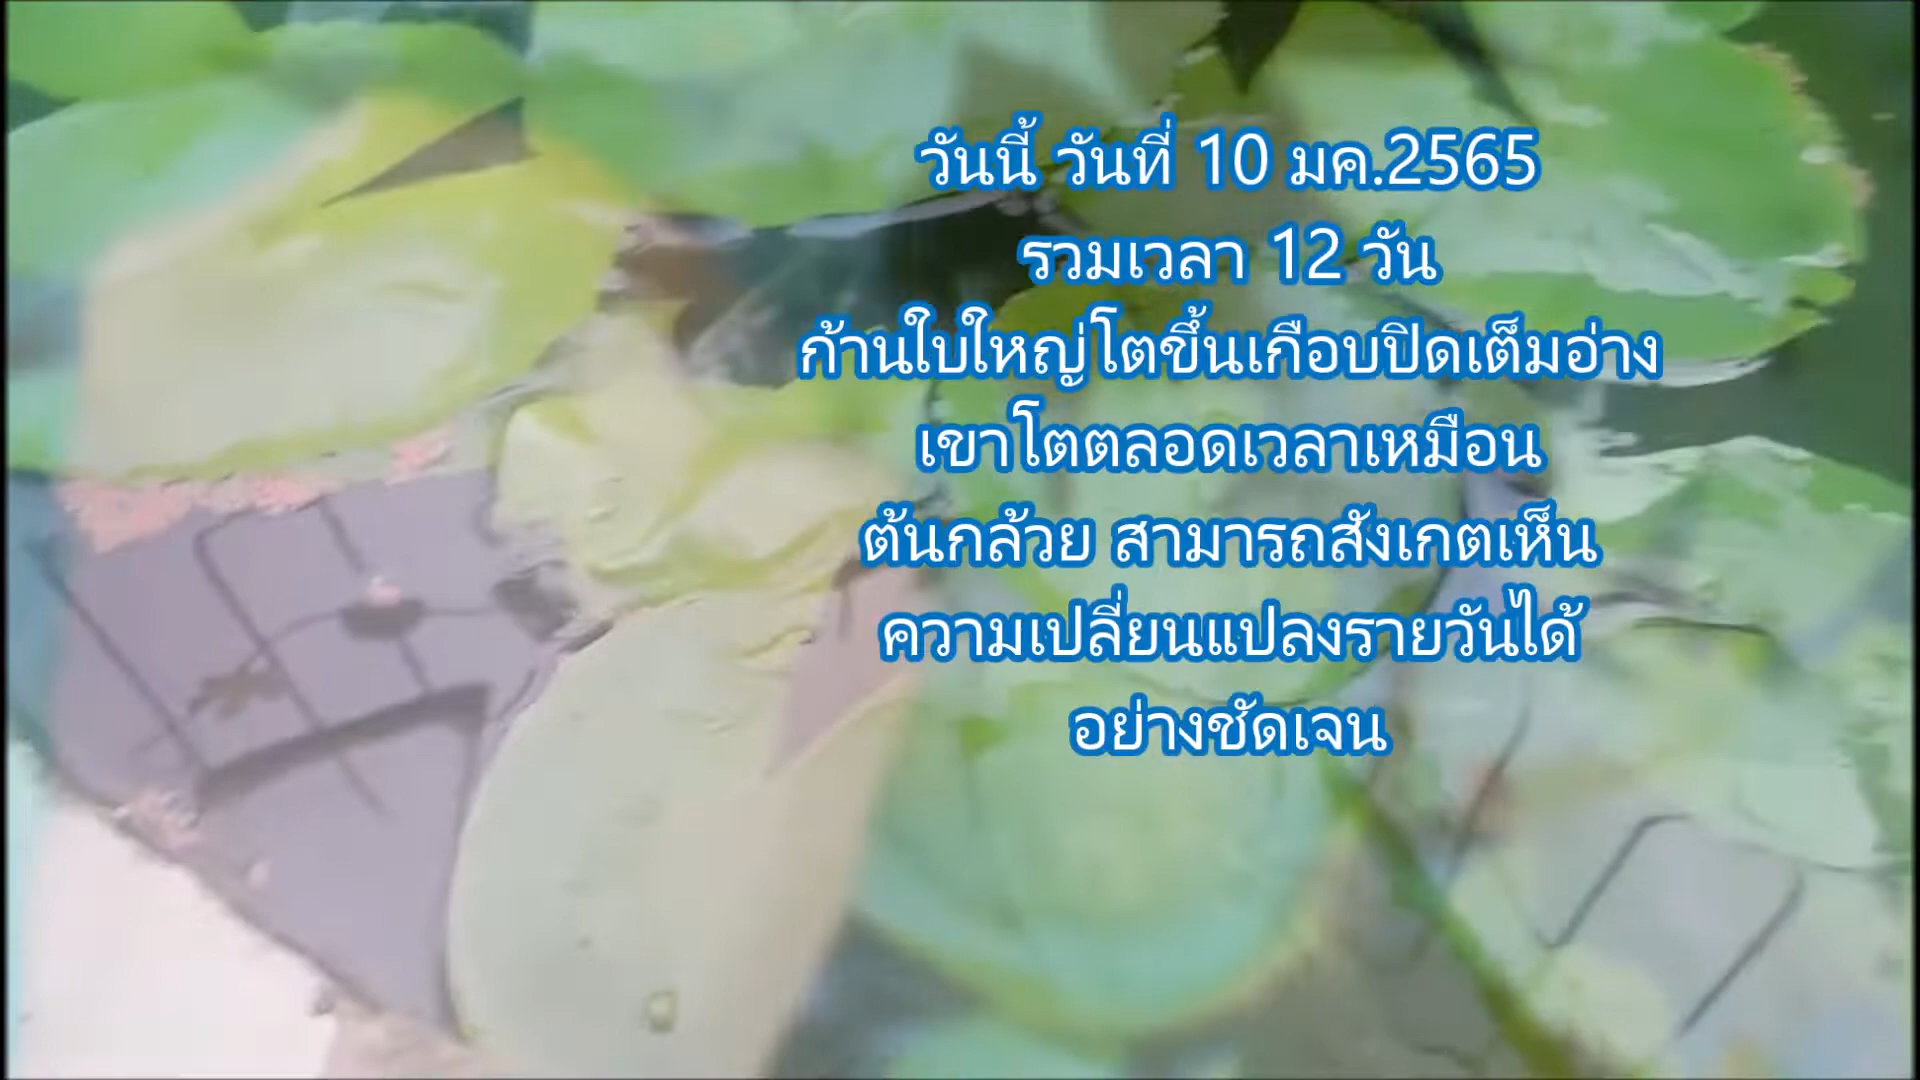 วันนี้ วันที่ 10 มค.2565
รวมเวลา 12 วัน
ก้านใบใหญ่โตขึ้นเกือบปิดเต็มอ่าง
เขาโตตลอดเวลาเหมือน
ต้นกล้วย สามารถสังเกตเห็น
ความเปลี่ยนแปลงรายวันได้
อย่างชัดเจน